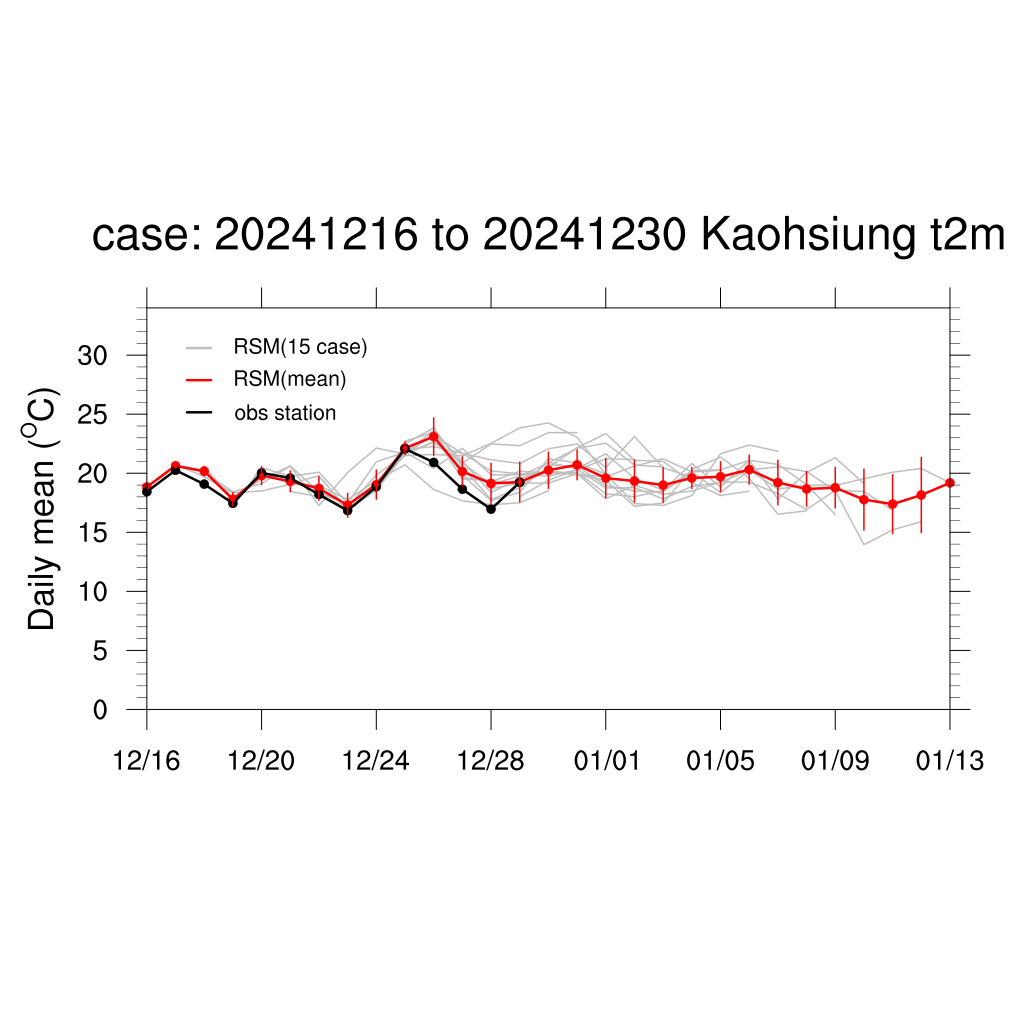 case: 20241216 to 20241230 Kaohsiung t2m
RSM(15 case)
RSM(mean)
obs station
Daily mean (°C)
30
25
20
15
10
5
0
12/16 12/20 12/24 12/28 01/01 01/05 01/09 01/13